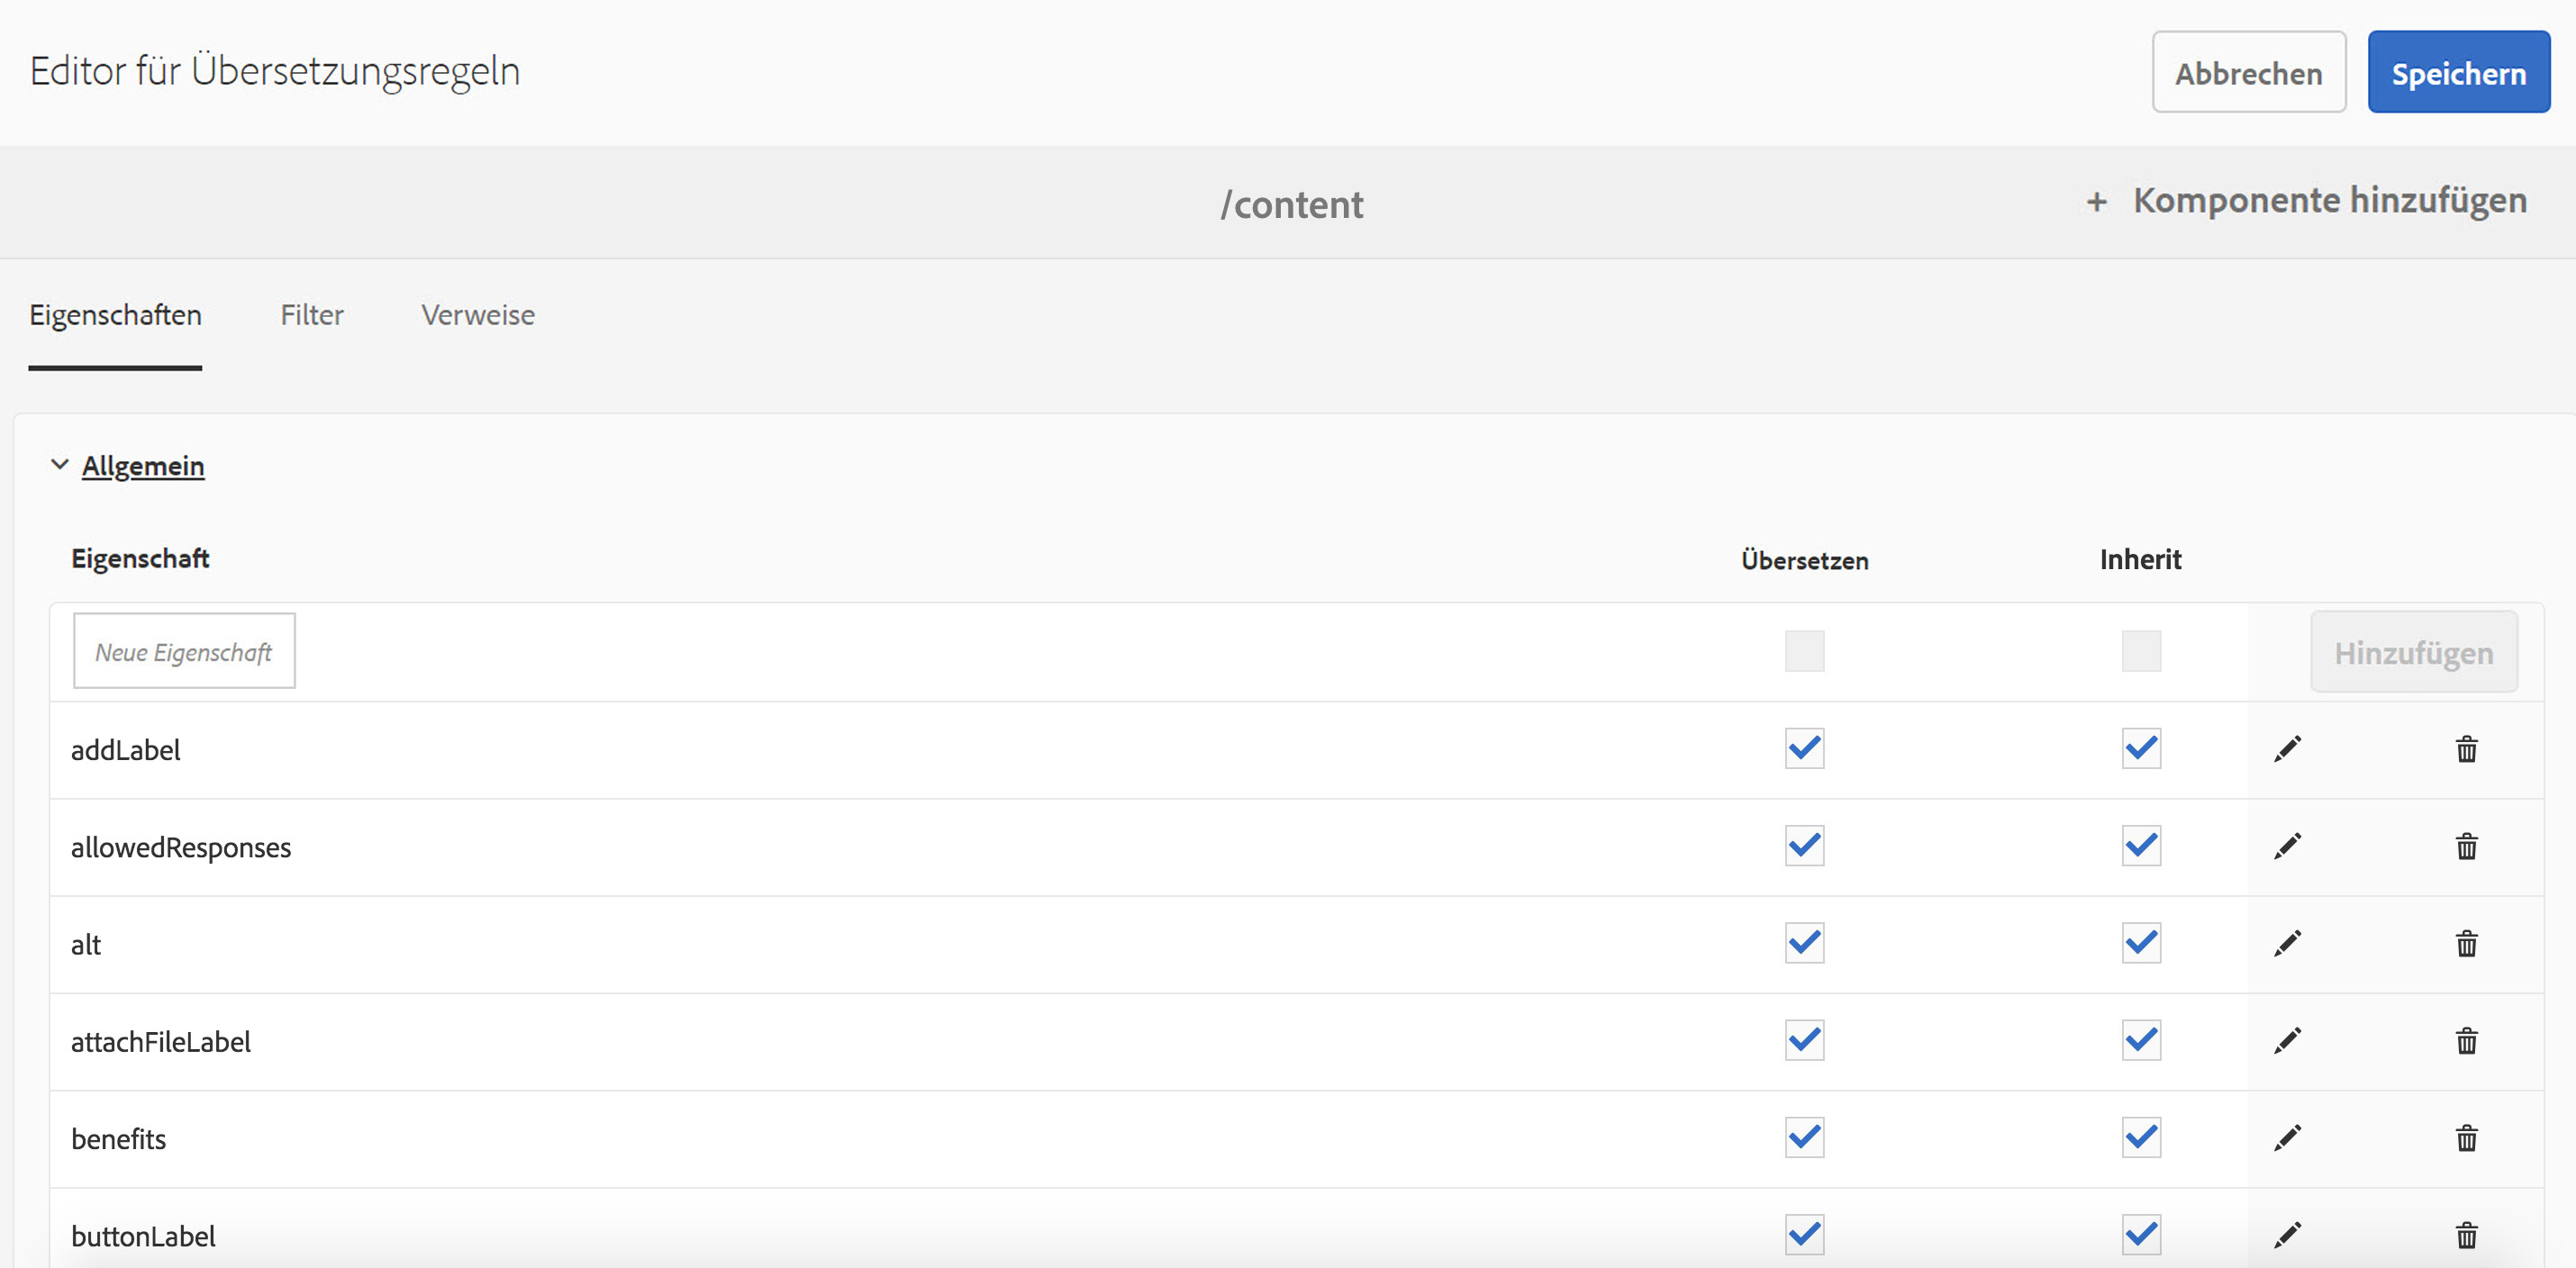 Editor für Übersetzungsregeln
Abbrechen
Speichern
/content
+ Komponente hinzufügen
Eigenschaften
Filter
Verweise
Allgemein
Eigenschaft
Übersetzen
Inherit
Neue Eigenschaft
Hinzufügen
addLabel
allowedResponses
alt
attachFileLabel
benefits
buttonLabel